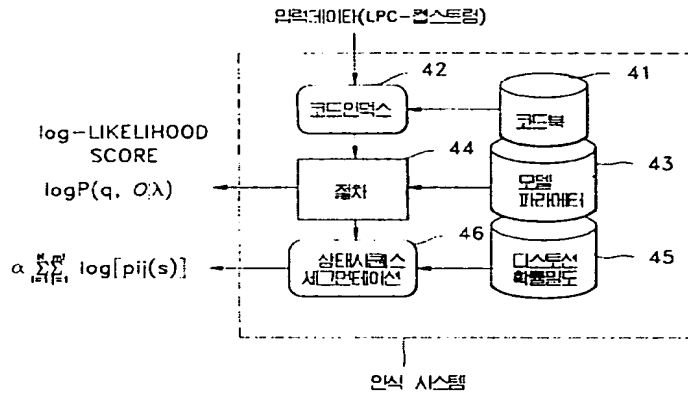 입력데이타(LPC-켑스트럼)
42
41
코드인덱스
코드북
log-LIKELIHOOD
SCORE
44
43
logP(q, O|λ)
절차
모델
파라메터
46
45
상태시퀀스
세그먼테이션
디스토션
확률밀도
인식 시스템